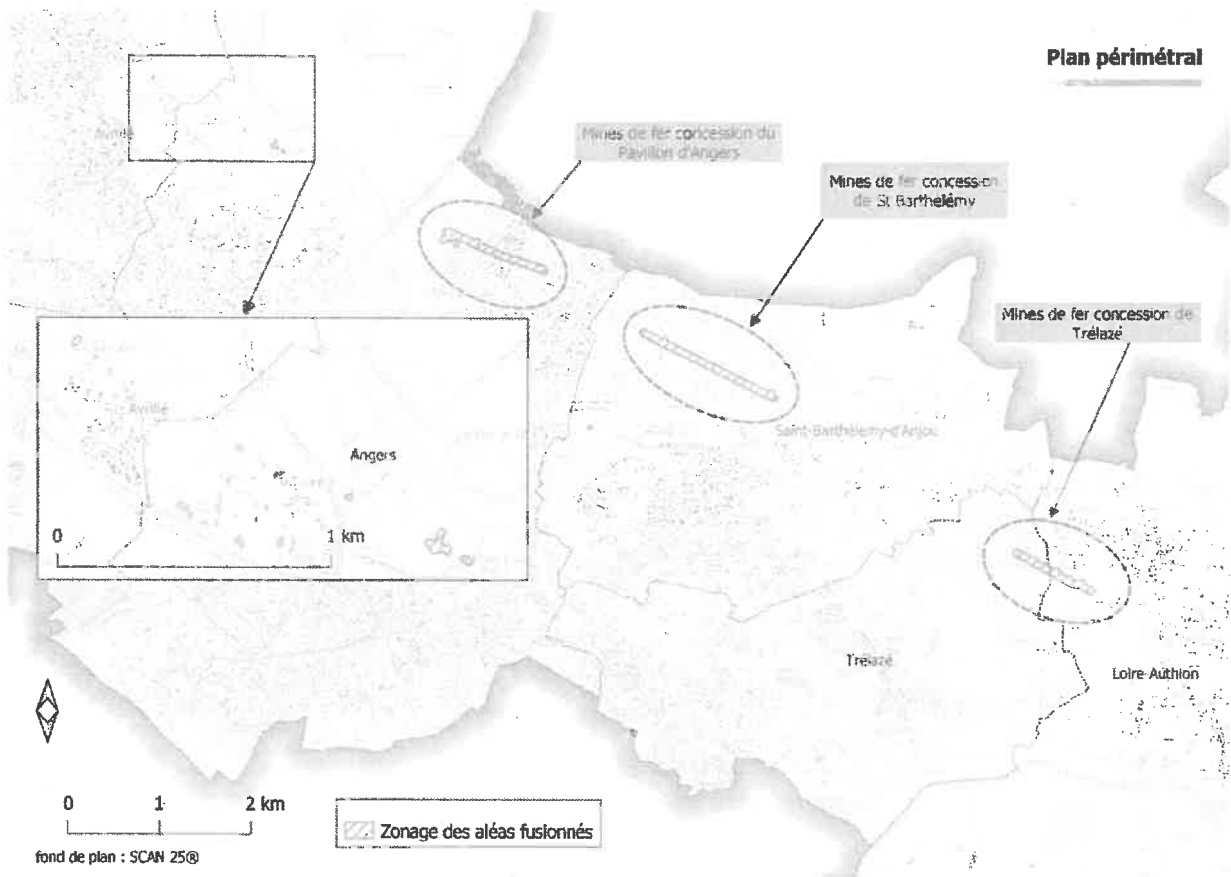 Plan périmétral
Avrillé
Mines de fer concession du
Pavillon d'Angers
Mines de fer concession
de St Barthelémy
Mines de fer concession de
Trélazé
Avrillé
Angers
0 1 km
Saint-Barthélemy-d'Anjou
Trélazé
Loire-Authion
0 1 2 km
Zonage des aléas fusionnés
fond de plan : SCAN 25®